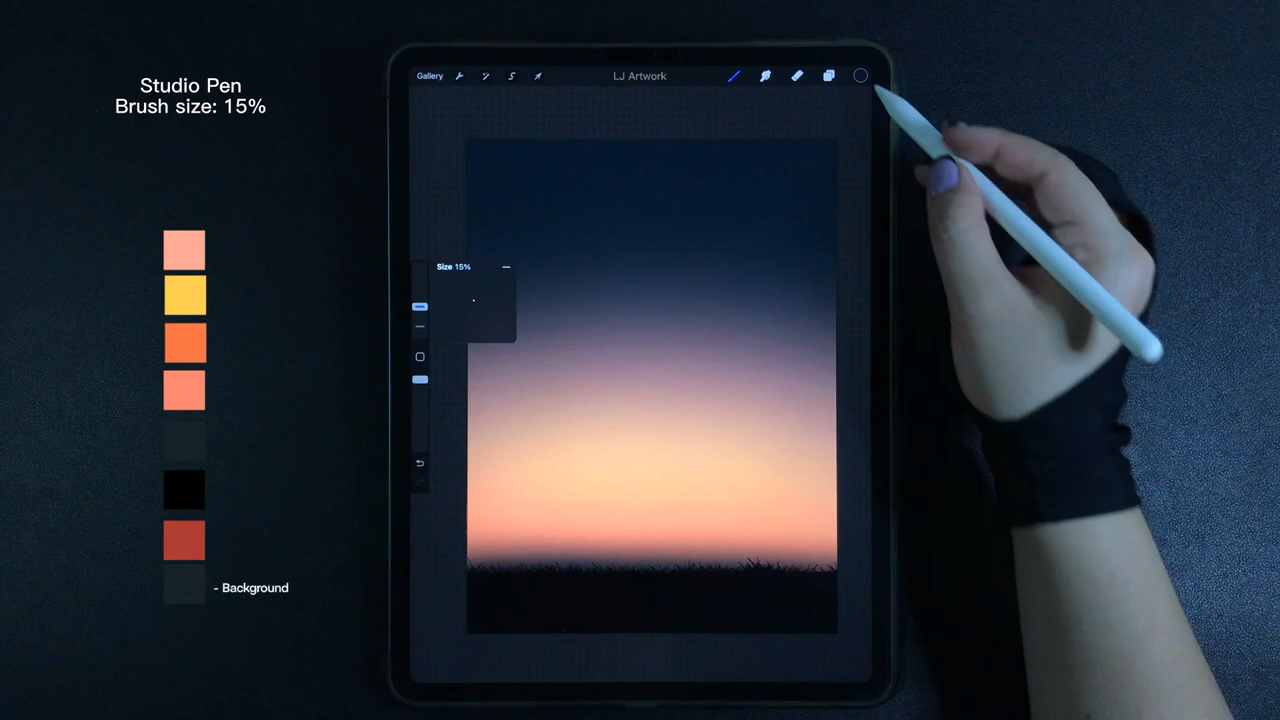 Studio Pen
Brush size: 15%
Gallery
LJ Artwork
Size 15%
- Background